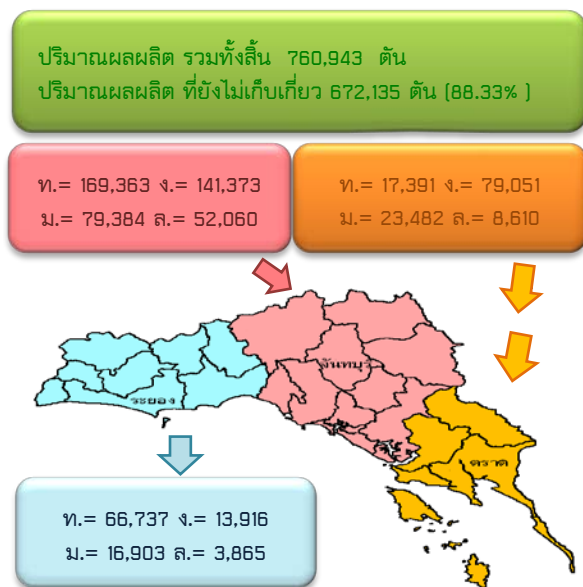 ปริมาณผลผลิต รวมทั้งสิ้น 760,943 ตัน
ปริมาณผลผลิต ที่ยังไม่เก็บเกี่ยว 672,135 ตัน (88.33% )
ท.= 169,363 ง.= 141,373
ม.= 79,384 ล.= 52,060
ท.= 17,391 ง.= 79,051
ม.= 23,482 ล.= 8,610
จันทบุรี
ระยอง
ตราด
ท.= 66,737 ง.= 13,916
ม.= 16,903 ล.= 3,865